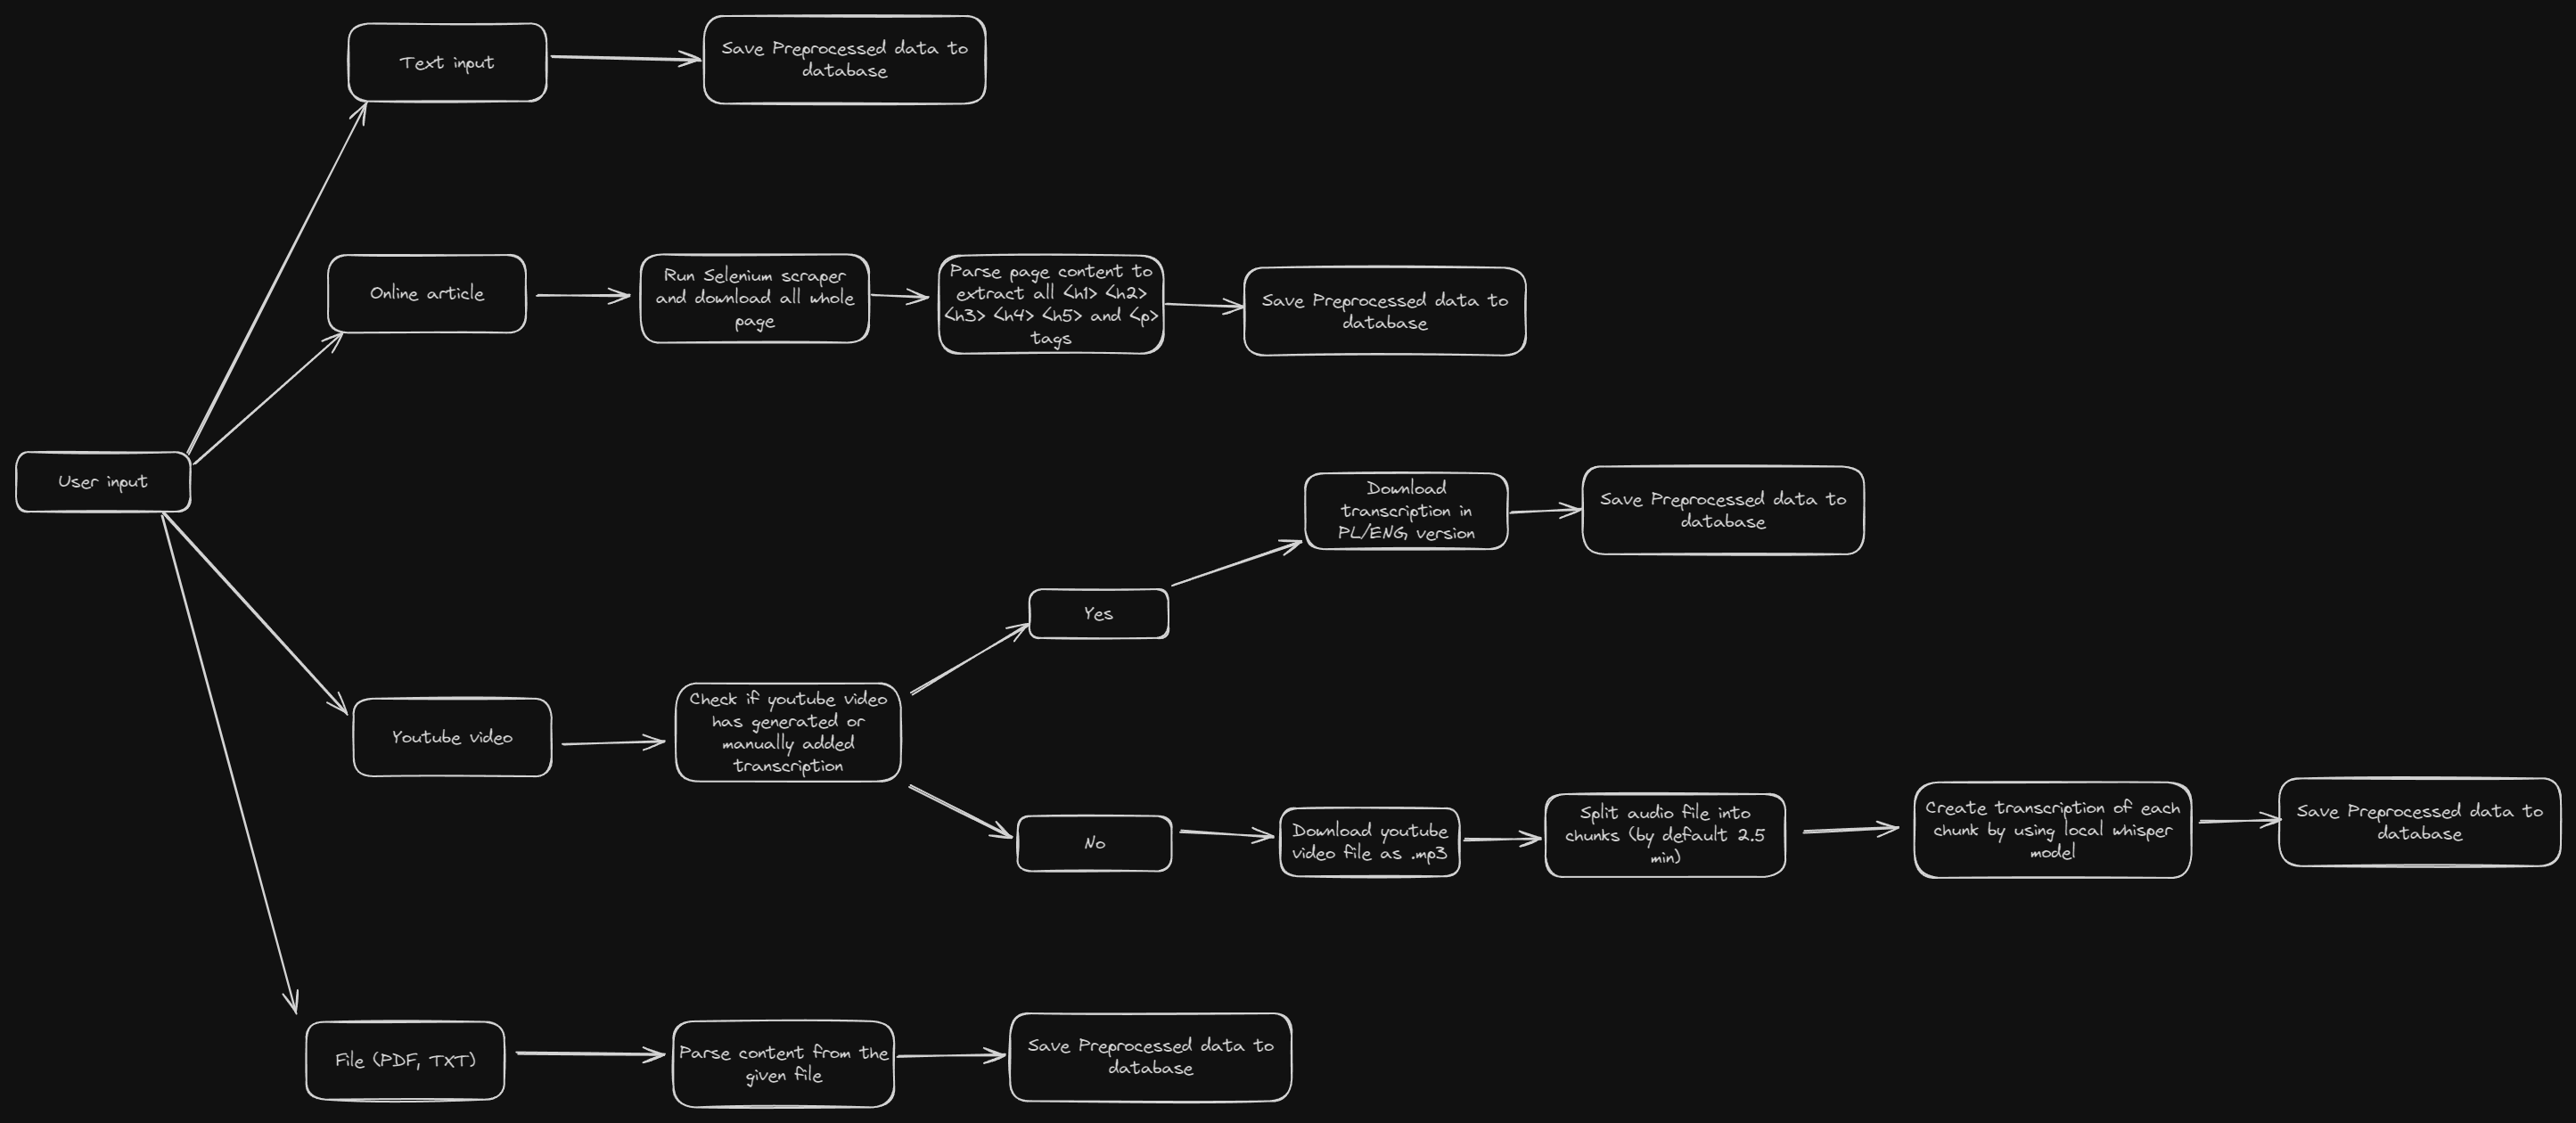 Text input
Save Preprocessed data to
database
Online article
Run Selenium scraper
and download all whole
page
Parse page content to
extract all <h1> <h2>
<h3> <h4> <h5> and <p>
tags
Save Preprocessed data to
database
User input
Youtube video
Check if youtube video
has generated or
manually added
transcription
Yes
Download
transcription in
PL/ENG version
Save Preprocessed data to
database
No
Download youtube
video file as .mp3
Split audio file into
chunks (by default 2.5
min)
Create transcription of each
chunk by using local whisper
model
Save Preprocessed data to
database
File (PDF, TXT)
Parse content from the
given file
Save Preprocessed data to
database